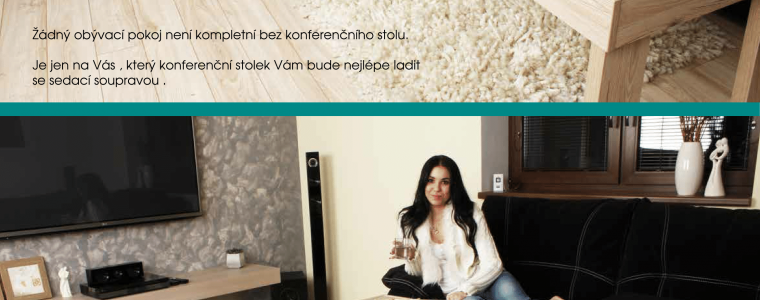 Žádný obývací pokoj není kompletní bez konferenčního stolu.
Je jen na Vás , který konferenční stolek Vám bude nejlépe ladit
se sedací soupravou .